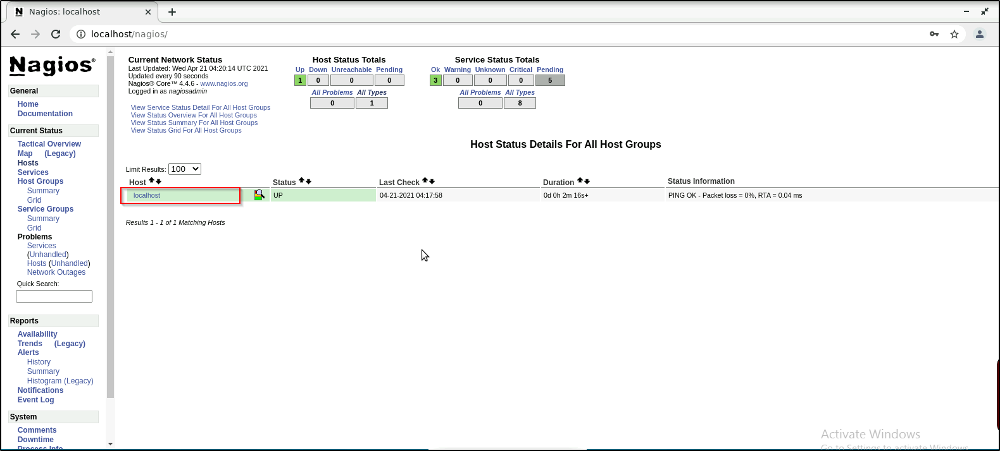 Nagios: localhost
localhost/nagios/
Nagios®
General
Home
Documentation
Current Status
Tactical Overview
Map (Legacy)
Hosts
Services
Host Groups
Summary
Grid
Service Groups
Summary
Grid
Problems
Services
(Unhandled)
Hosts (Unhandled)
Network Outages
Quick Search:
Reports
Availability
Trends (Legacy)
Alerts
History
Summary
Histogram (Legacy)
Notifications
Event Log
System
Comments
Downtime
Process Info
Current Network Status
Last Updated: Wed Apr 21 04:20:14 UTC 2021
Updated every 90 seconds
Nagios® Core™ 4.4.6 - www.nagios.org
Logged in as nagiosadmin
View Service Status Detail For All Host Groups
View Status Overview For All Host Groups
View Status Summary For All Host Groups
View Status Grid For All Host Groups
Host Status Totals
Up Down Unreachable Pending
1 0 0 0
All Problems All Types
0 1
Service Status Totals
Ok Warning Unknown Critical Pending
3 0 0 0 5
All Problems All Types
0 8
Host Status Details For All Host Groups
Limit Results: 100
Host Status Last Check Duration Status Information
localhost UP 04-21-2021 04:17:58 0d 0h 2m 16s+ PING OK - Packet loss = 0%, RTA = 0.04 ms
Results 1 - 1 of 1 Matching Hosts
Activate Windows
Go to Settings to activate Windows.